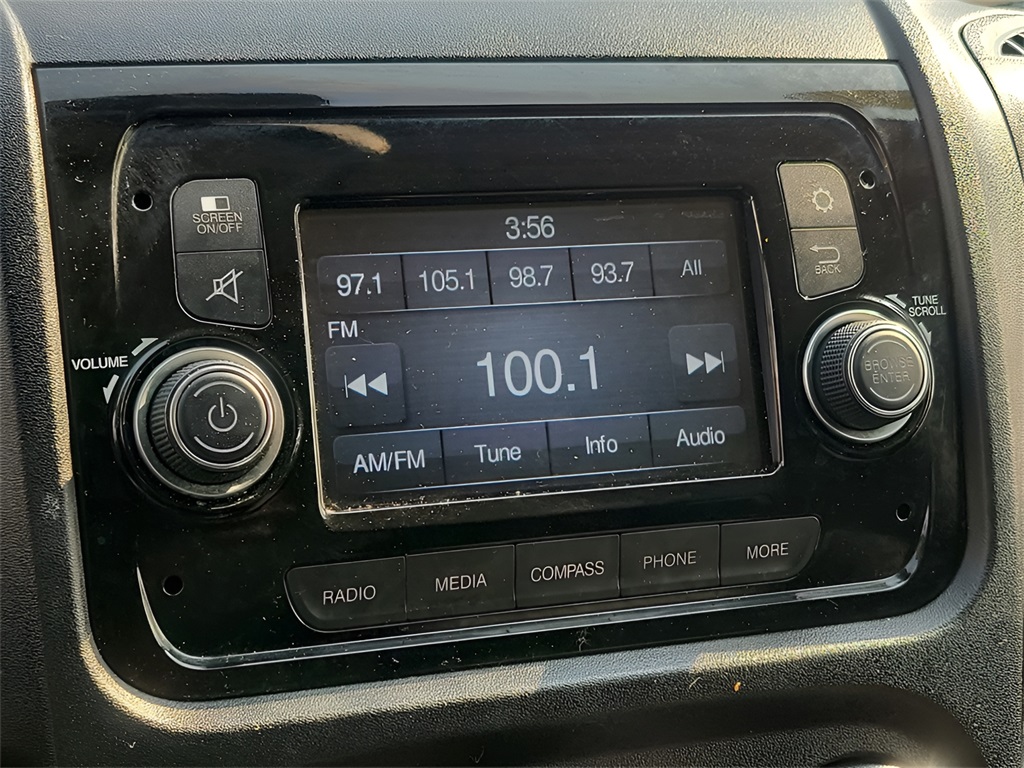 3:56
SCREEN
ON/OFF
97.1 105.1 98.7 93.7 All
BACK
TUNE
SCROLL
FM
VOLUME
100.1
BROWSE
ENTER
AM/FM Tune Info Audio
RADIO MEDIA COMPASS PHONE MORE